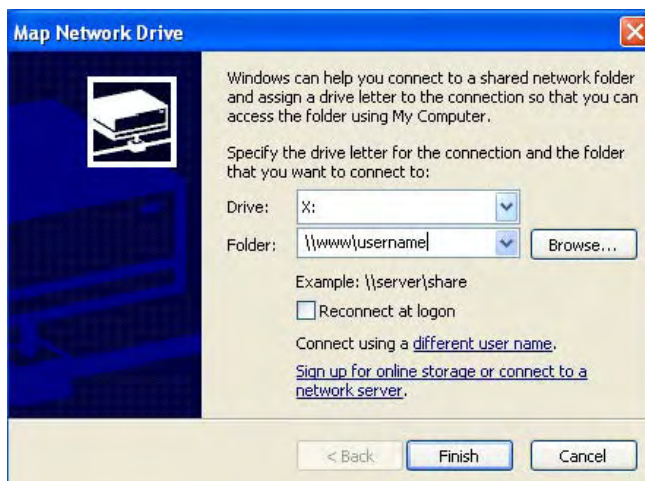 Map Network Drive
Windows can help you connect to a shared network folder
and assign a drive letter to the connection so that you can
access the folder using My Computer.
Specify the drive letter for the connection and the folder
that you want to connect to:
Drive: X:
Folder: \\www\username Browse...
Example: \\server\share
Reconnect at logon
Connect using a different user name.
Sign up for online storage or connect to a
network server.
< Back Finish Cancel